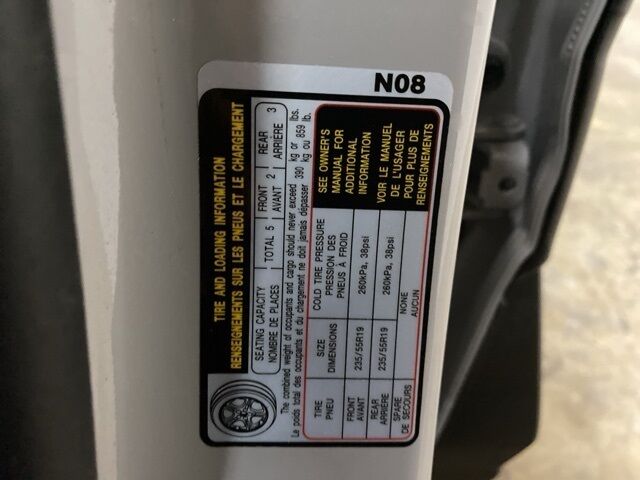 N08
TIRE AND LOADING INFORMATION
RENSEIGNEMENTS SUR LES PNEUS ET LE CHARGEMENT
SEATING CAPACITY TOTAL 5 FRONT 2 REAR 3
NOMBRE DE PLACES AVANT ARRIÈRE
The combined weight of occupants and cargo should never exceed 390 kg or 859 lb.
Le poids total des occupants et du chargement ne doit jamais dépasser kg ou lb.
TIRE SIZE COLD TIRE PRESSURE
PNEU DIMENSIONS PRESSION DES
PNEUS À FROID
FRONT 235/55R19 260kPa, 38psi
AVANT
REAR 235/55R19 260kPa, 38psi
ARRIÈRE
SPARE NONE
DE SECOURS AUCUN
SEE OWNER'S
MANUAL FOR
ADDITIONAL
INFORMATION
VOIR LE MANUEL
DE L'USAGER
POUR PLUS DE
RENSEIGNEMENTS